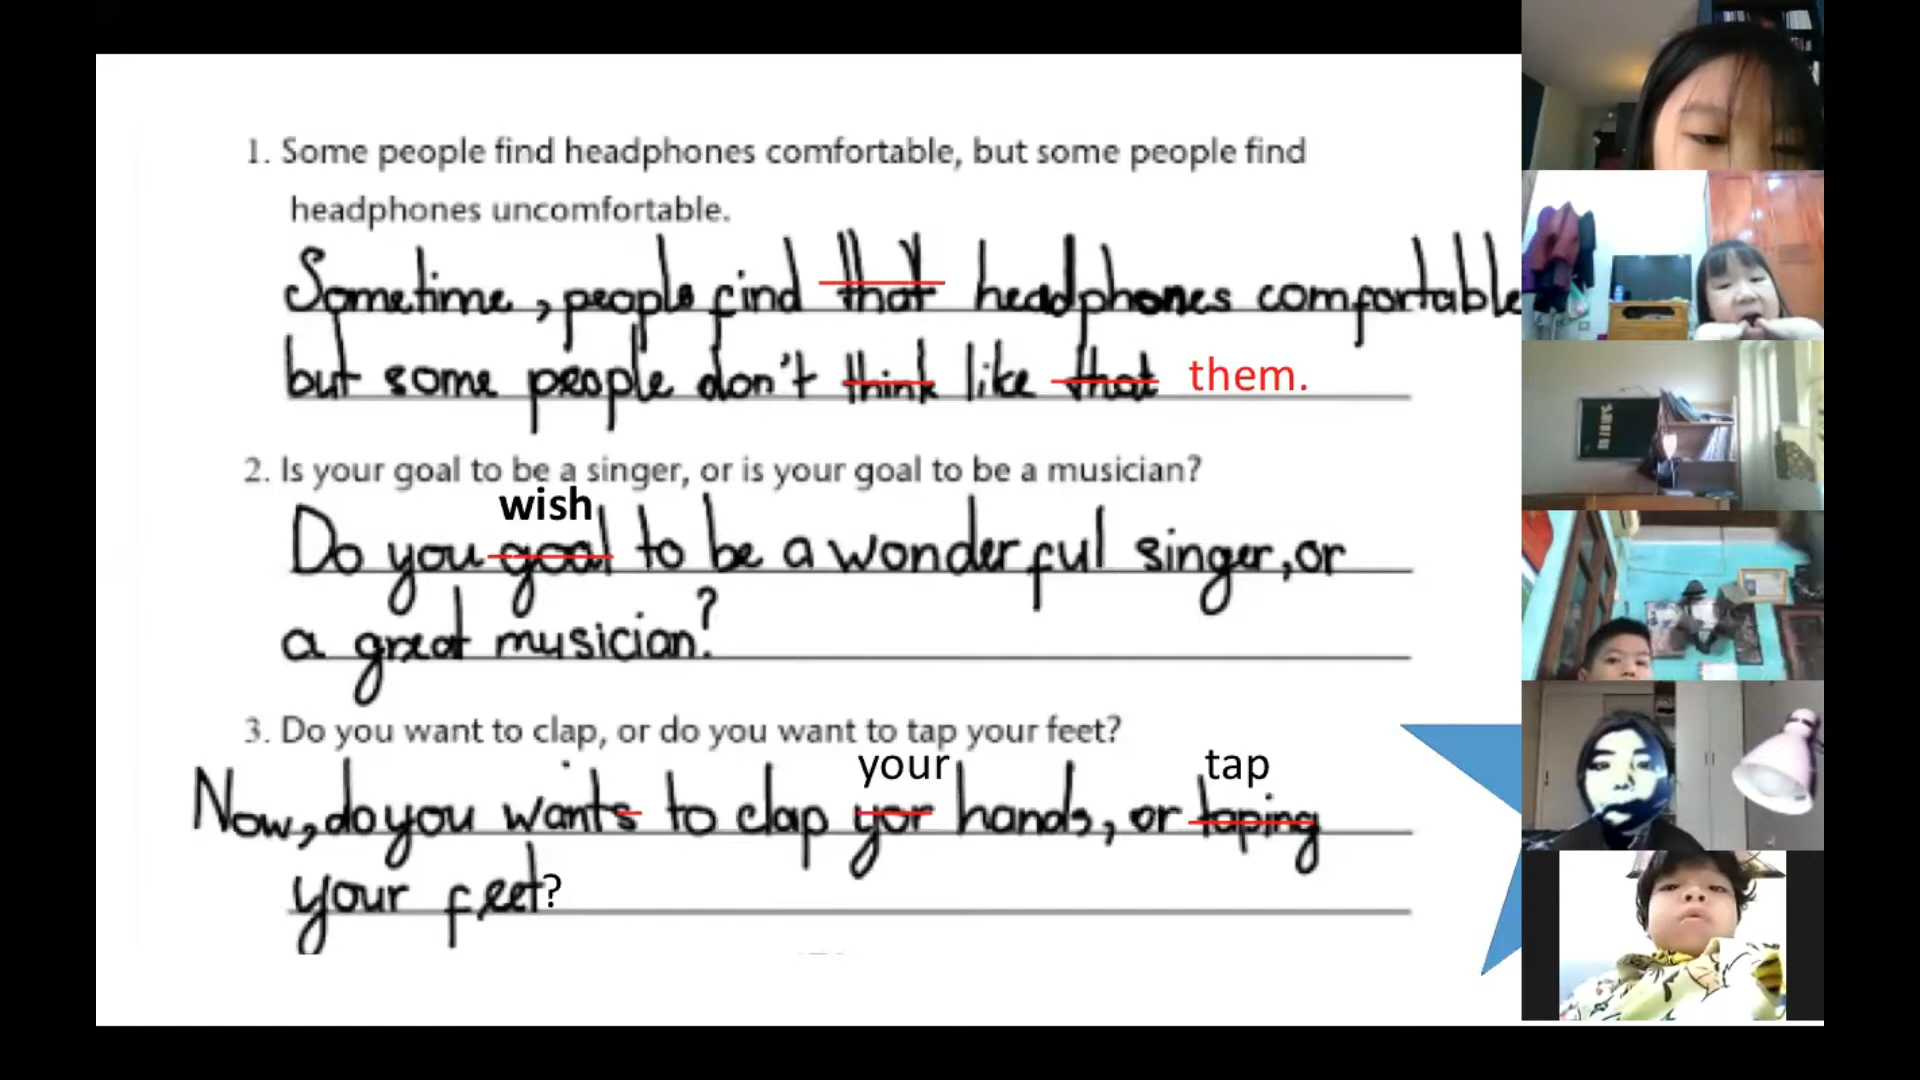 1. Some people find headphones comfortable, but some people find
headphones uncomfortable.
Sometime, people find that headphones comfortable
but some people don't think like that them.
2. Is your goal to be a singer, or is your goal to be a musician?
wish
Do you goal to be a wonderful singer, or
a great musician?
3. Do you want to clap, or do you want to tap your feet?
your tap
Now, do you wants to clap yor hands, or taping
your feet?